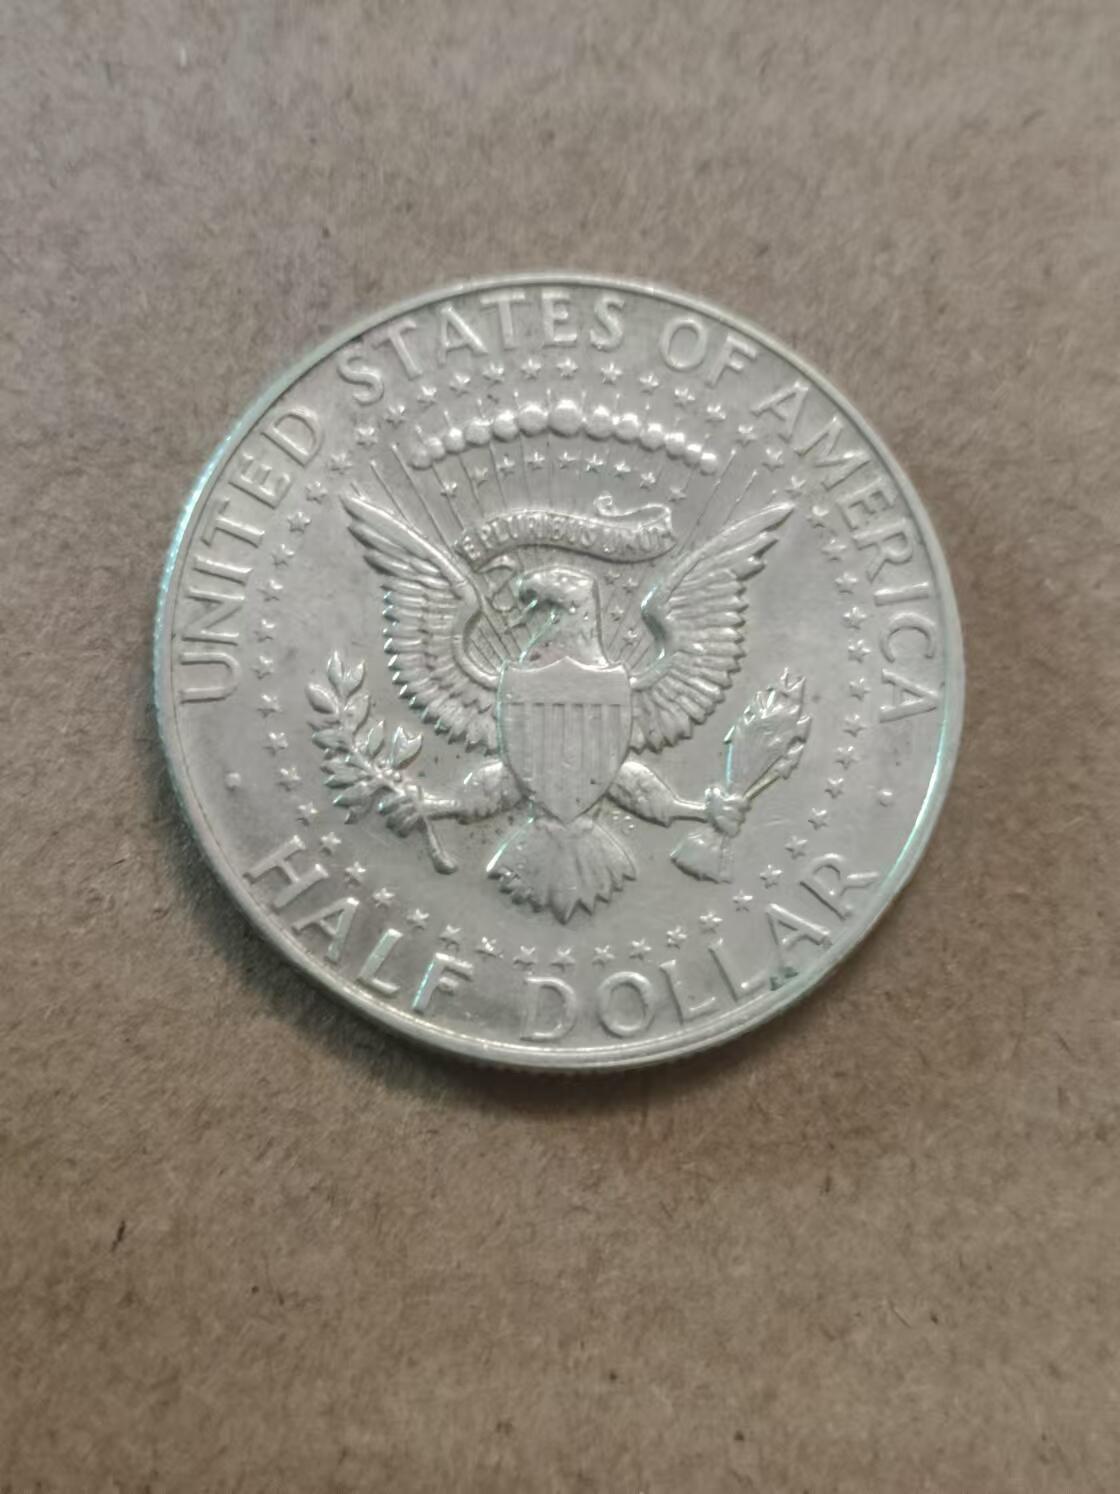 UNITED STATES OF AMERICA
E PLURIBUS UNUM
HALF DOLLAR